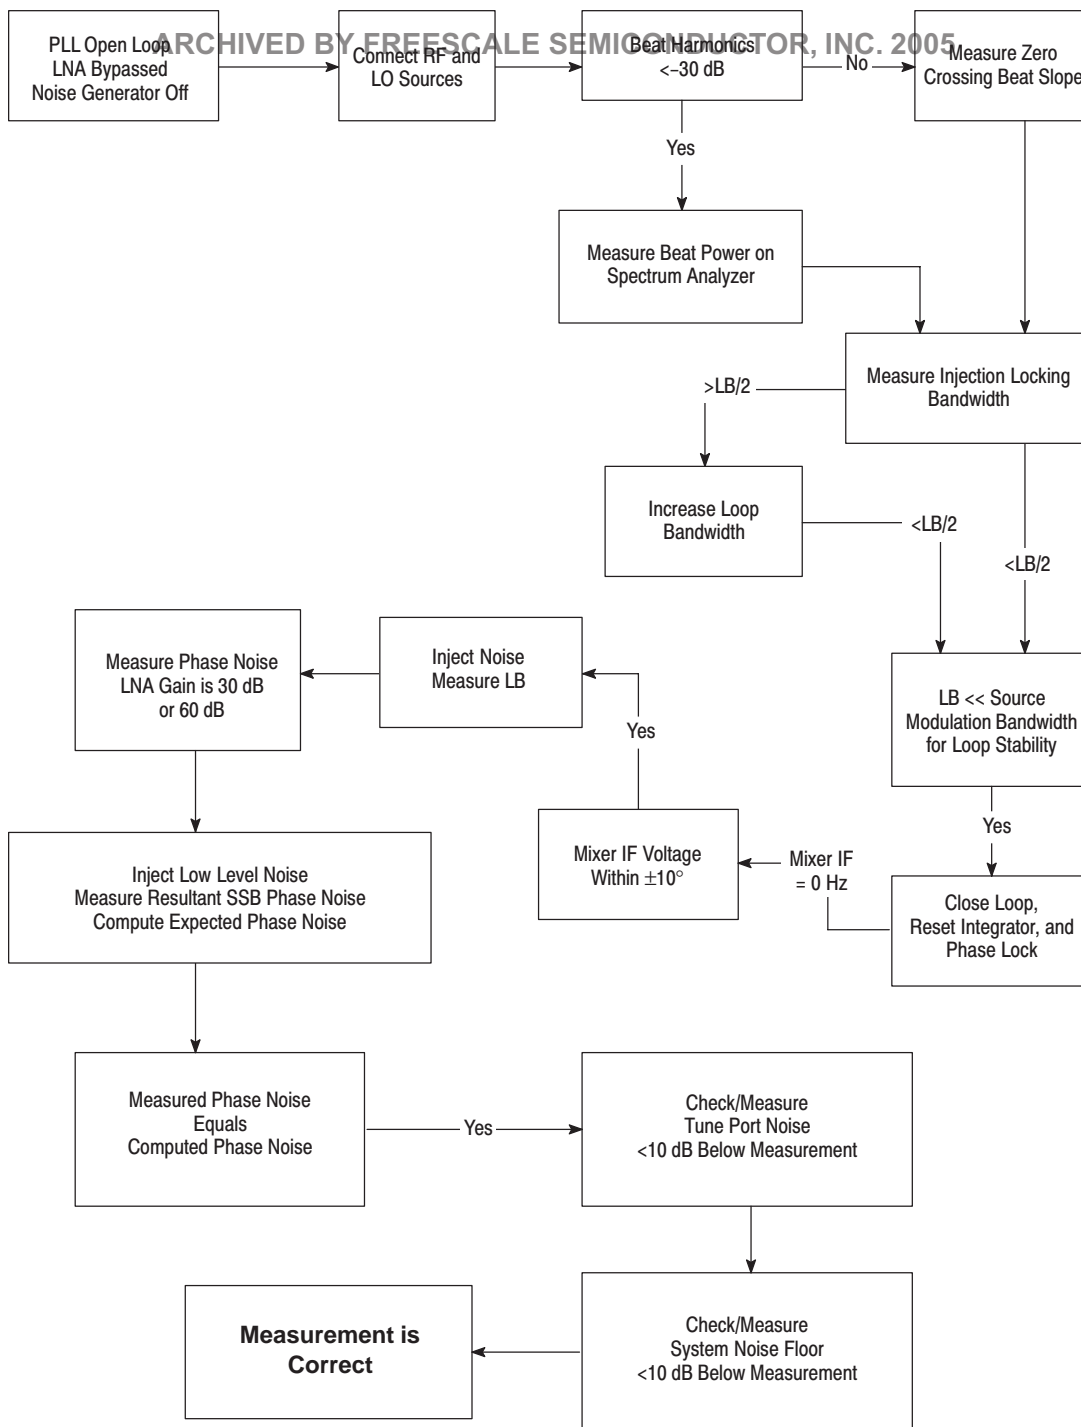 ARCHIVED BY FREESCALE SEMICONDUCTOR, INC. 2005
PLL Open Loop
LNA Bypassed
Noise Generator Off
Connect RF and
LO Sources
Beat Harmonics
<–30 dB
No
Measure Zero
Crossing Beat Slope
Yes
Measure Beat Power on
Spectrum Analyzer
Measure Injection Locking
Bandwidth
>LB/2
Increase Loop
Bandwidth
<LB/2
<LB/2
LB << Source
Modulation Bandwidth
for Loop Stability
Yes
Close Loop,
Reset Integrator, and
Phase Lock
Mixer IF
= 0 Hz
Mixer IF Voltage
Within ±10°
Yes
Inject Noise
Measure LB
Measure Phase Noise
LNA Gain is 30 dB
or 60 dB
Inject Low Level Noise
Measure Resultant SSB Phase Noise
Compute Expected Phase Noise
Measured Phase Noise
Equals
Computed Phase Noise
Yes
Check/Measure
Tune Port Noise
<10 dB Below Measurement
Check/Measure
System Noise Floor
<10 dB Below Measurement
Measurement is
Correct